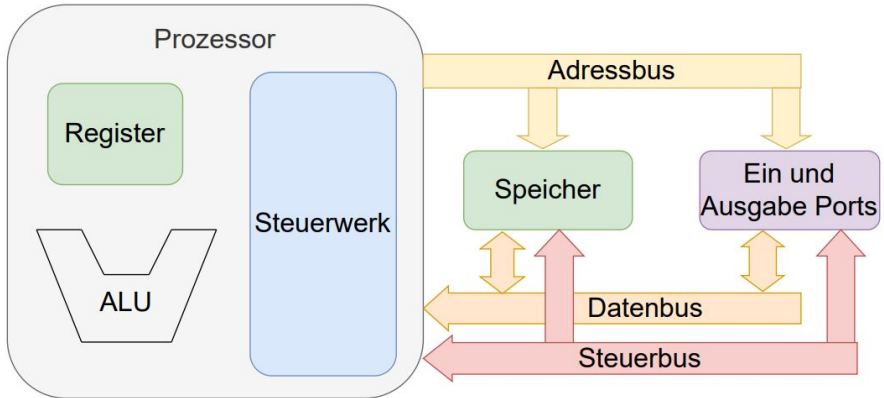 Prozessor
Adressbus
Register
Speicher
Ein und
Ausgabe Ports
Steuerwerk
ALU
Datenbus
Steuerbus